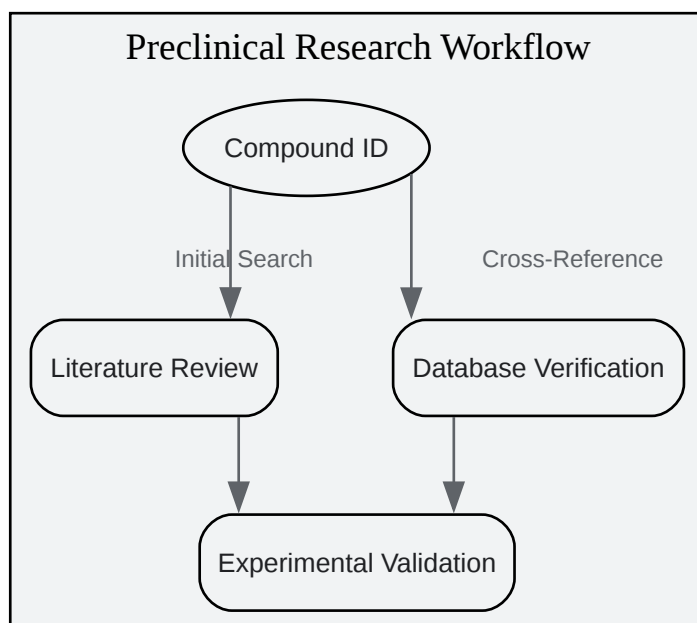 Preclinical Research Workflow
Compound ID
Initial Search
Cross-Reference
Literature Review
Database Verification
Experimental Validation